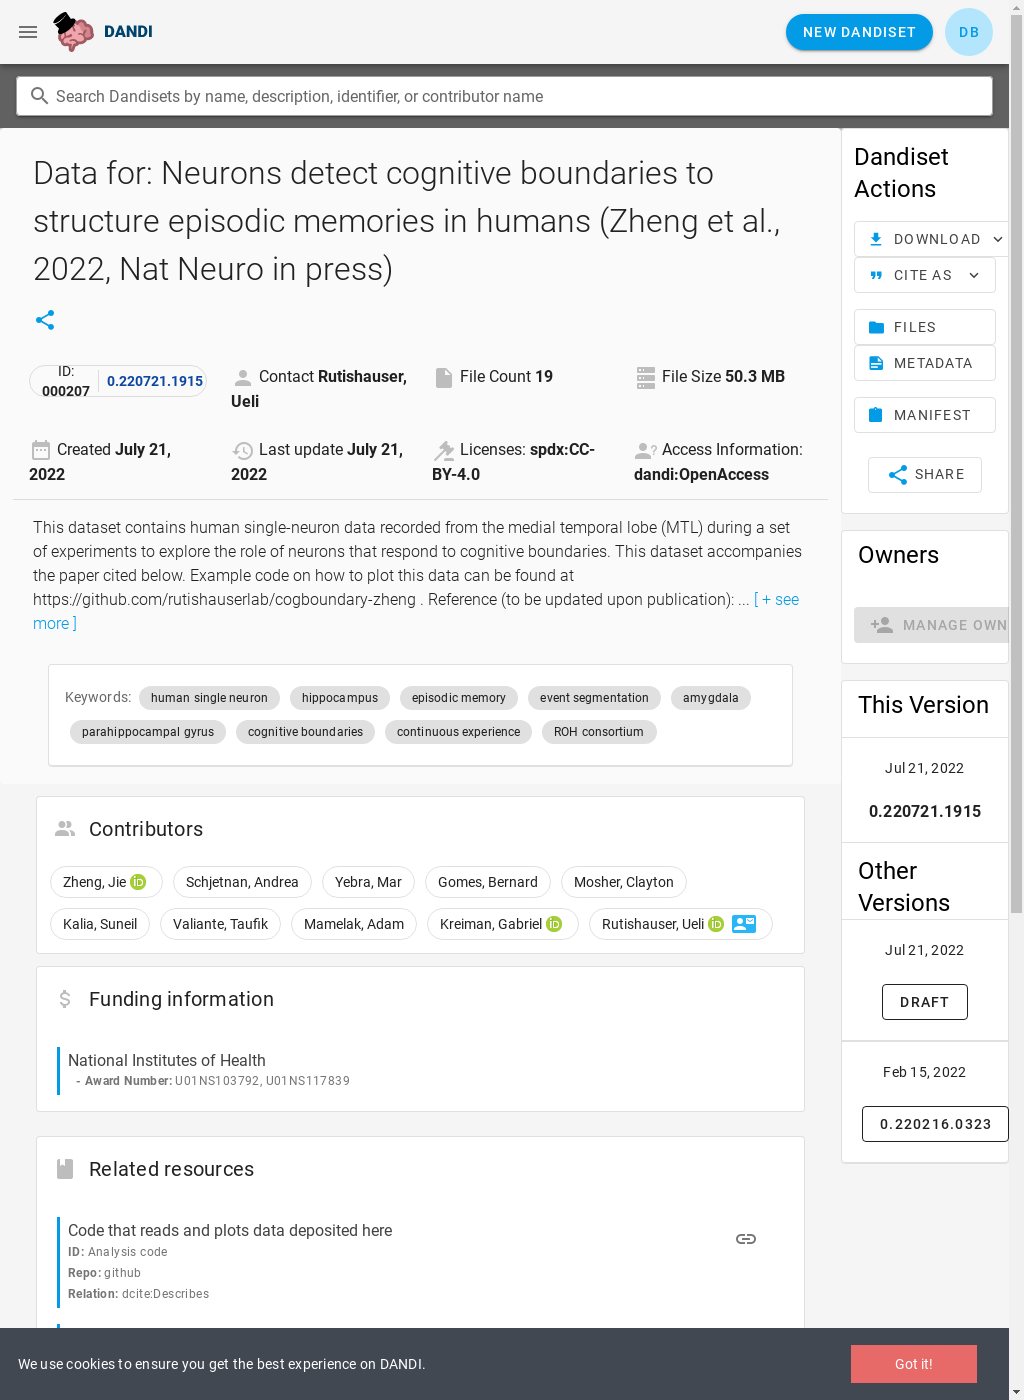 DANDI
NEW DANDISET
DB
Search Dandisets by name, description, identifier, or contributor name
Data for: Neurons detect cognitive boundaries to
structure episodic memories in humans (Zheng et al.,
2022, Nat Neuro in press)
ID:
000207
0.220721.1915
Contact Rutishauser,
Ueli
File Count 19
File Size 50.3 MB
Created July 21,
2022
Last update July 21,
2022
Licenses: spdx:CC-
BY-4.0
Access Information:
dandi:OpenAccess
This dataset contains human single-neuron data recorded from the medial temporal lobe (MTL) during a set
of experiments to explore the role of neurons that respond to cognitive boundaries. This dataset accompanies
the paper cited below. Example code on how to plot this data can be found at
https://github.com/rutishauserlab/cogboundary-zheng . Reference (to be updated upon publication): ... [ + see
more ]
Keywords: human single neuron hippocampus episodic memory event segmentation amygdala
parahippocampal gyrus cognitive boundaries continuous experience ROH consortium
Contributors
Zheng, Jie iD Schjetnan, Andrea Yebra, Mar Gomes, Bernard Mosher, Clayton
Kalia, Suneil Valiante, Taufik Mamelak, Adam Kreiman, Gabriel iD Rutishauser, Ueli iD
Funding information
National Institutes of Health
- Award Number: U01NS103792, U01NS117839
Related resources
Code that reads and plots data deposited here
ID: Analysis code
Repo: github
Relation: dcite:Describes
Dandiset
Actions
DOWNLOAD
CITE AS
FILES
METADATA
MANIFEST
SHARE
Owners
MANAGE OWN
This Version
Jul 21, 2022
0.220721.1915
Other
Versions
Jul 21, 2022
DRAFT
Feb 15, 2022
0.220216.0323
We use cookies to ensure you get the best experience on DANDI.
Got it!